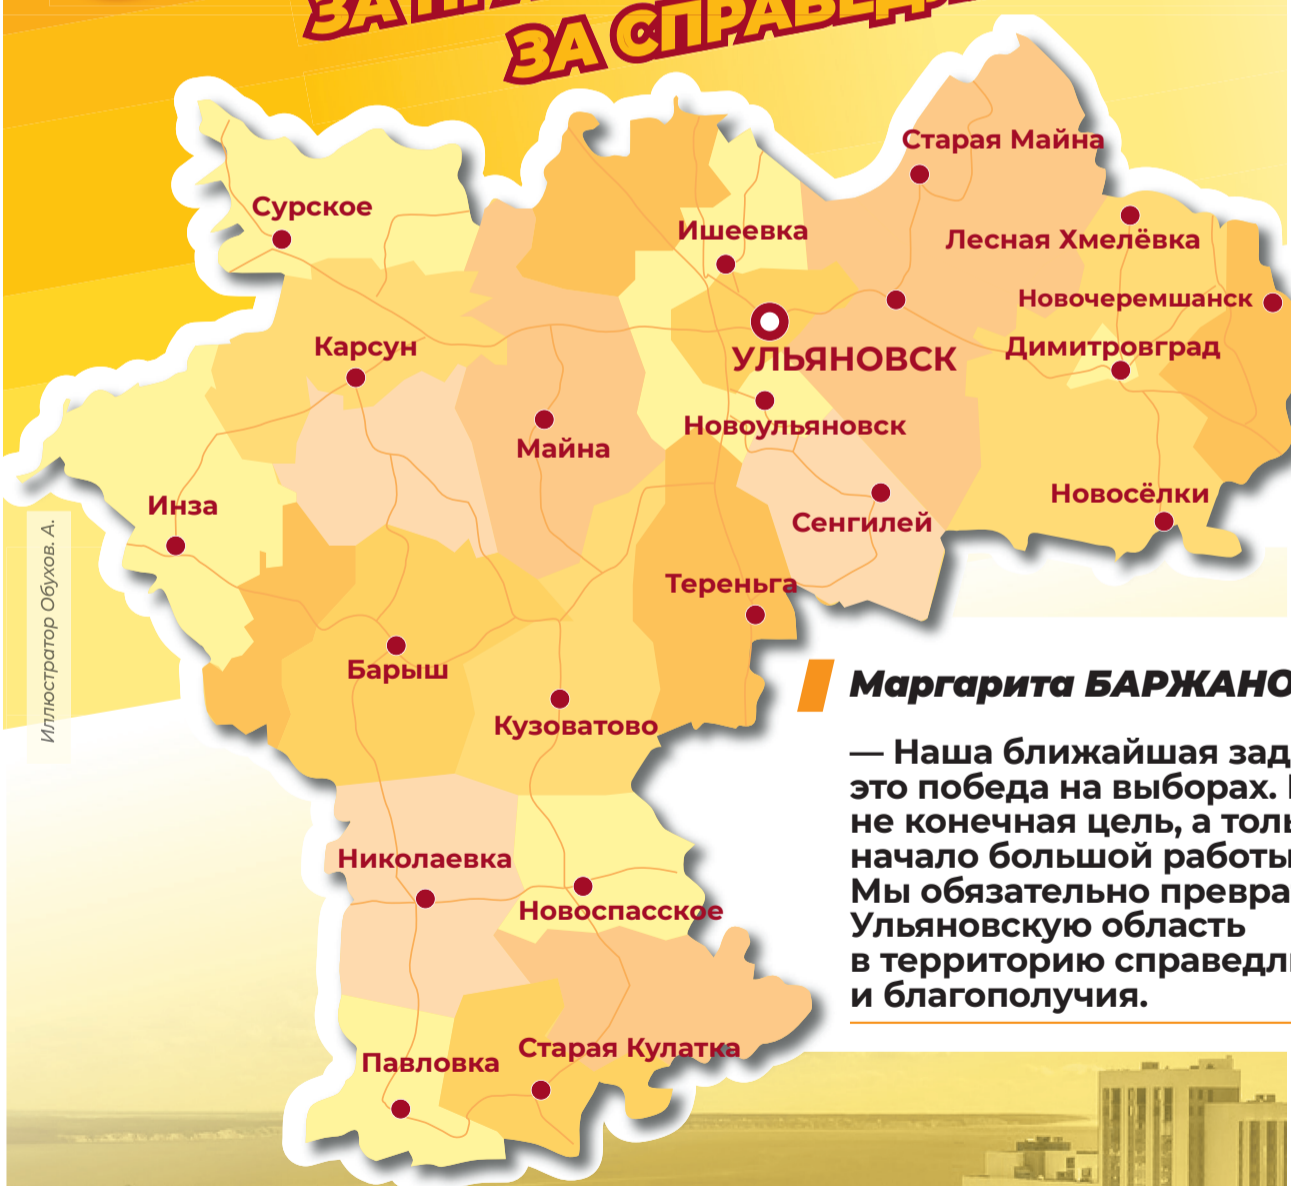 ЗА СПРАВЕД
Старая Майна
Сурское
Ишеевка
Лесная Хмелёвка
Новочеремшанск
Карсун
Димитровград
УЛЬЯНОВСК
Новоульяновск
Майна
Инза
Новосёлки
Сенгилей
Тереньга
Барыш
Кузоватово
Николаевка
Новоспасское
Старая Кулатка
Павловка
Иллюстратор Обухов. А.
Маргарита БАРЖАНО
— Наша ближайшая зад
это победа на выборах.
не конечная цель, а толь
начало большой работы
Мы обязательно превра
Ульяновскую область
в территорию справедл
и благополучия.